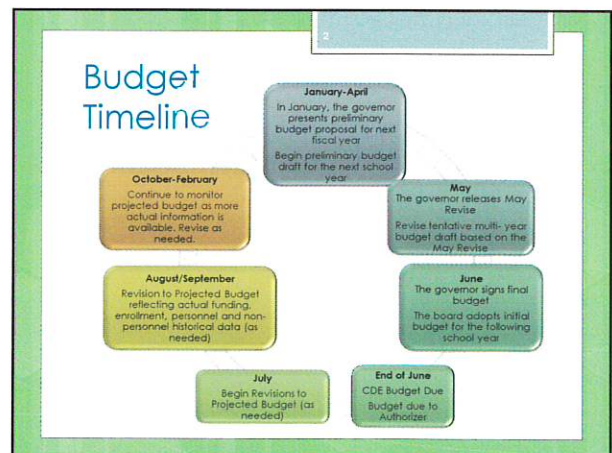 2
Budget
Timeline
January-April
In January, the governor
presents preliminary
budget proposal for next
fiscal year
Begin preliminary budget
draft for the next school
year
May
The governor releases May
Revise
Revise tentative multi- year
budget draft based on the
May Revise
June
The governor signs final
budget
The board adopts initial
budget for the following
school year
End of June
CDE Budget Due
Budget due to
Authorizer
July
Begin Revisions to
Projected Budget (as
needed)
August/September
Revision to Projected Budget
reflecting actual funding,
enrollment, personnel and non-
personnel historical data (as
needed)
October-February
Continue to monitor
projected budget as more
actual information is
available. Revise as
needed.